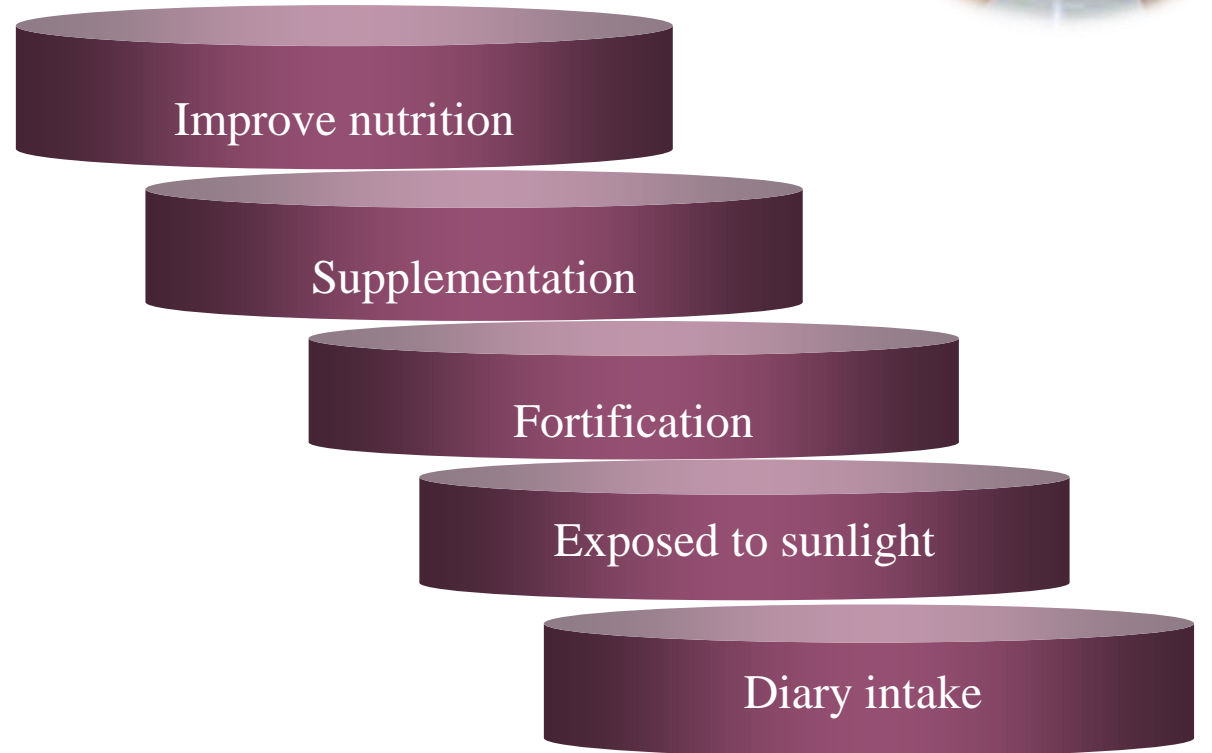 Improve nutrition
Supplementation
Fortification
Exposed to sunlight
Diary intake